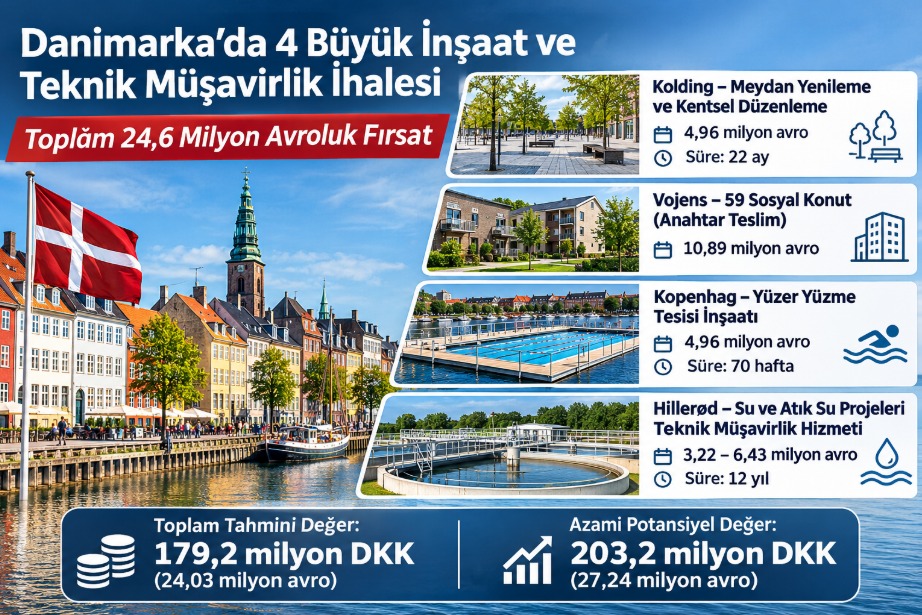 Danimarka'da 4 Büyük İnşaat ve
Teknik Müşavirlik İhalesi
Toplăm 24,6 Milyon Avroluk Fırsat
Kolding – Meydan Yenileme
ve Kentsel Düzenleme
4,96 milyon avro
Süre: 22 ay
Vojens – 59 Sosyal Konut
(Anahtar Teslim)
10,89 milyon avro
Kopenhag – Yüzer Yüzme
Tesisi İnşaatı
4,96 milyon avro
Süre: 70 hafta
Hillerød – Su ve Atık Su Projeleri
Teknik Müşavirlik Hizmeti
3,22 – 6,43 milyon avro
Süre: 12 yıl
Toplam Tahmini Değer:
179,2 milyon DKK
(24,03 milyon avro)
Azami Potansiyel Değer:
203,2 milyon DKK
(27,24 milyon avro)